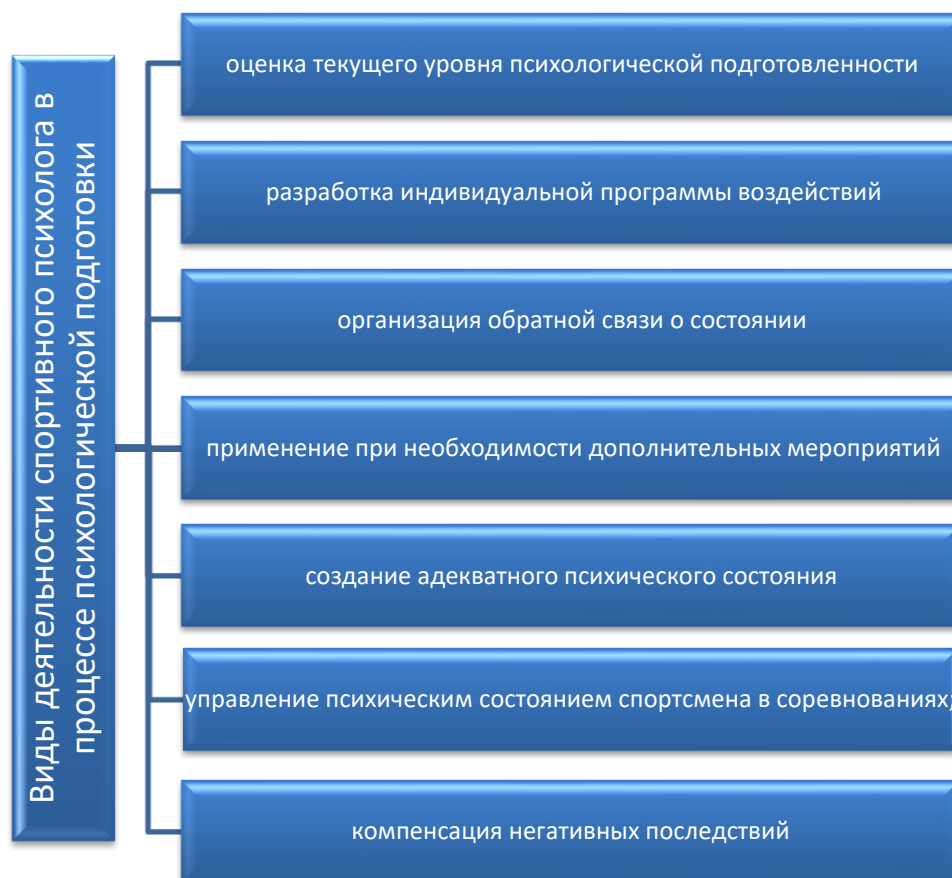 Виды деятельности спортивного психолога в
процессе психологической подготовки
оценка текущего уровня психологической подготовленности
разработка индивидуальной программы воздействий
организация обратной связи о состоянии
применение при необходимости дополнительных мероприятий
создание адекватного психического состояния
управление психическим состоянием спортсмена в соревнованиях;
компенсация негативных последствий